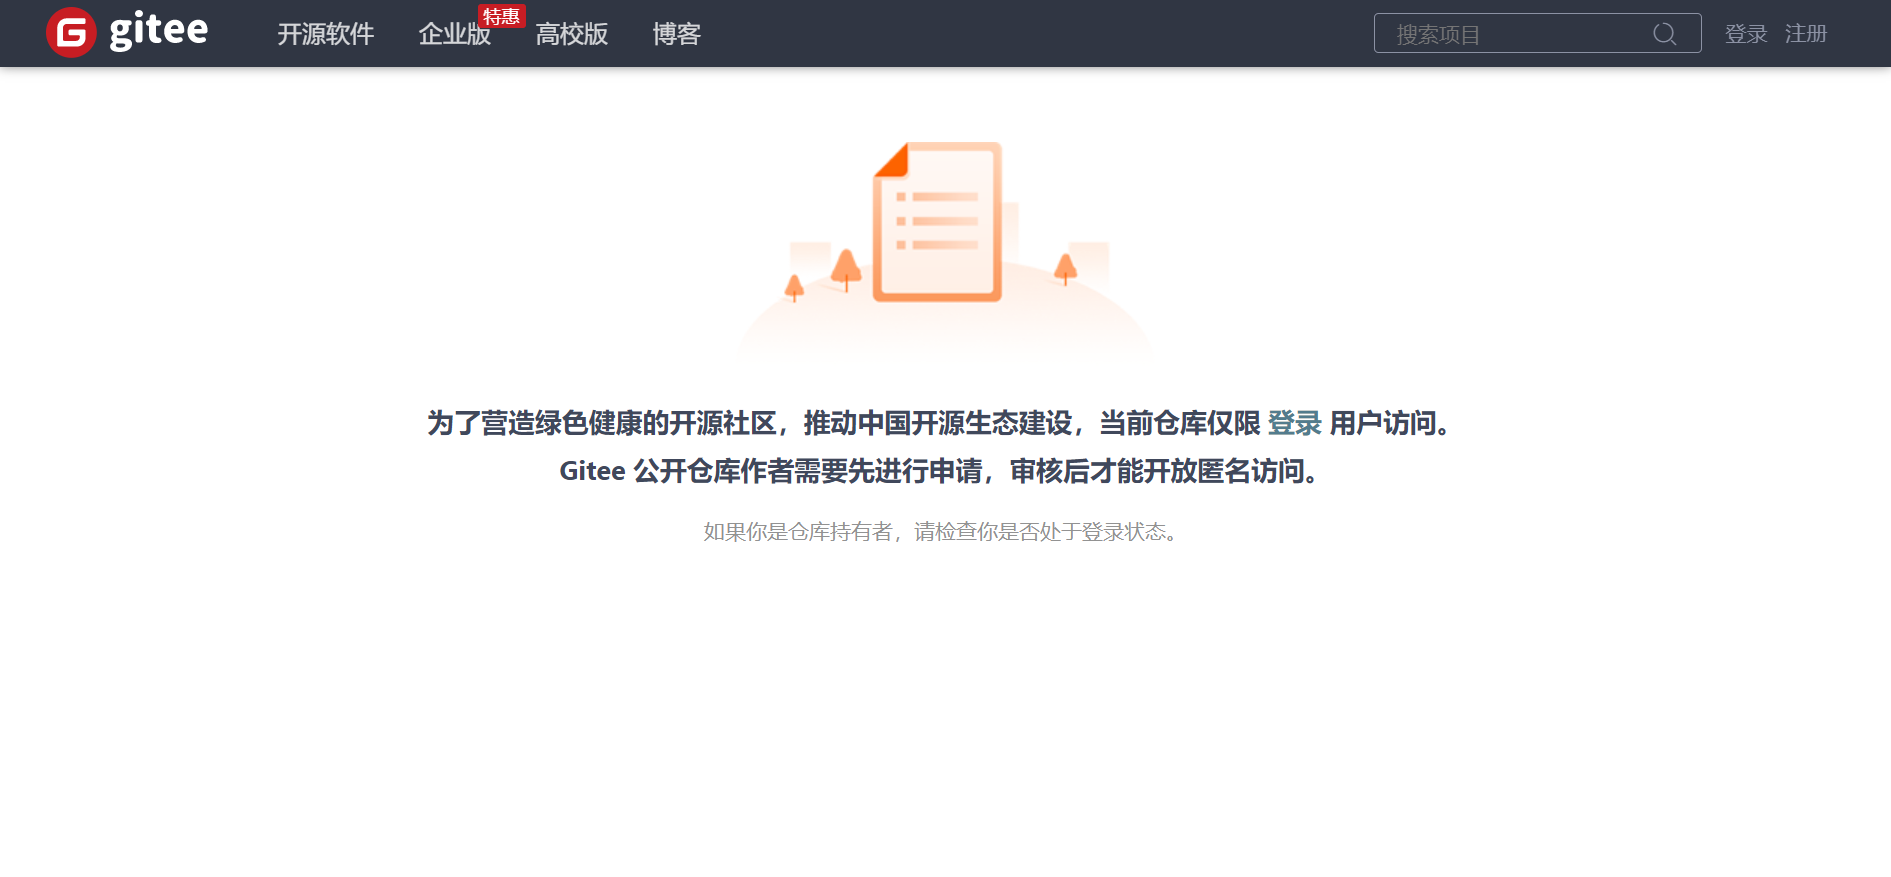 gitee
开源软件
企业版
特惠
高校版
博客
搜索项目
登录
注册
为了营造绿色健康的开源社区，推动中国开源生态建设，当前仓库仅限 登录 用户访问。
Gitee 公开仓库作者需要先进行申请，审核后才能开放匿名访问。
如果你是仓库持有者，请检查你是否处于登录状态。